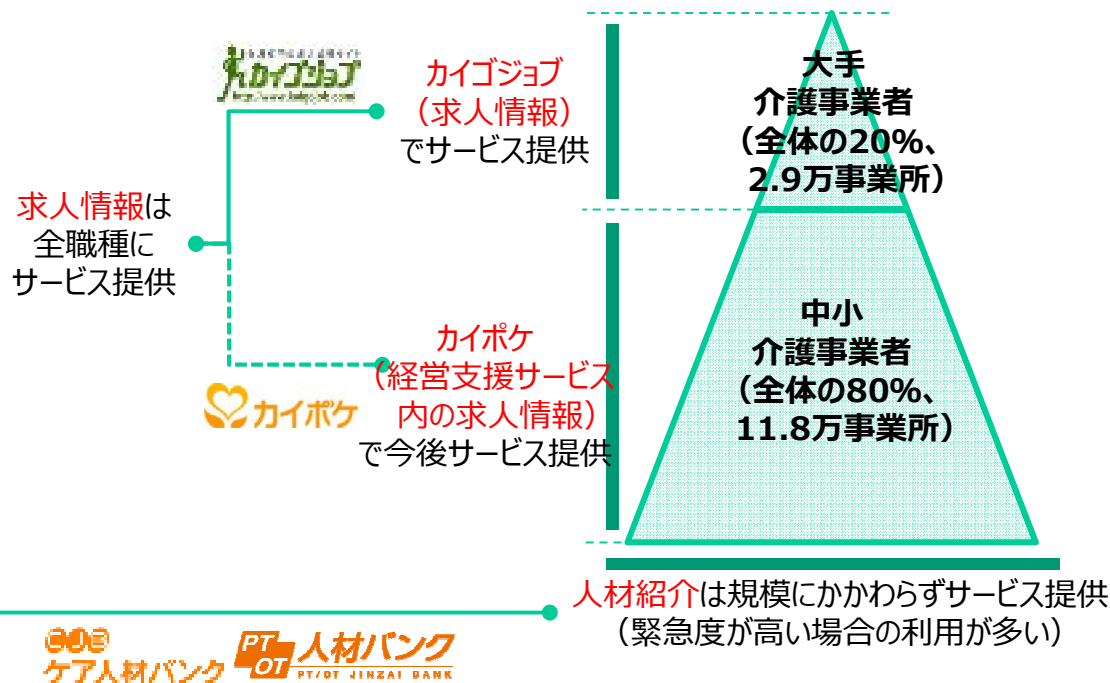 カイゴジョブ
カイゴジョブ
（求人情報）
でサービス提供
大手
介護事業者
（全体の20%、
2.9万事業所）
求人情報は
全職種に
サービス提供
カイポケ
カイポケ
（経営支援サービス
内の求人情報）
で今後サービス提供
中小
介護事業者
（全体の80%、
11.8万事業所）
人材紹介は規模にかかわらずサービス提供
（緊急度が高い場合の利用が多い）
ケア人材バンク
PT
OT
人材バンク
PT/OT JINZAI BANK